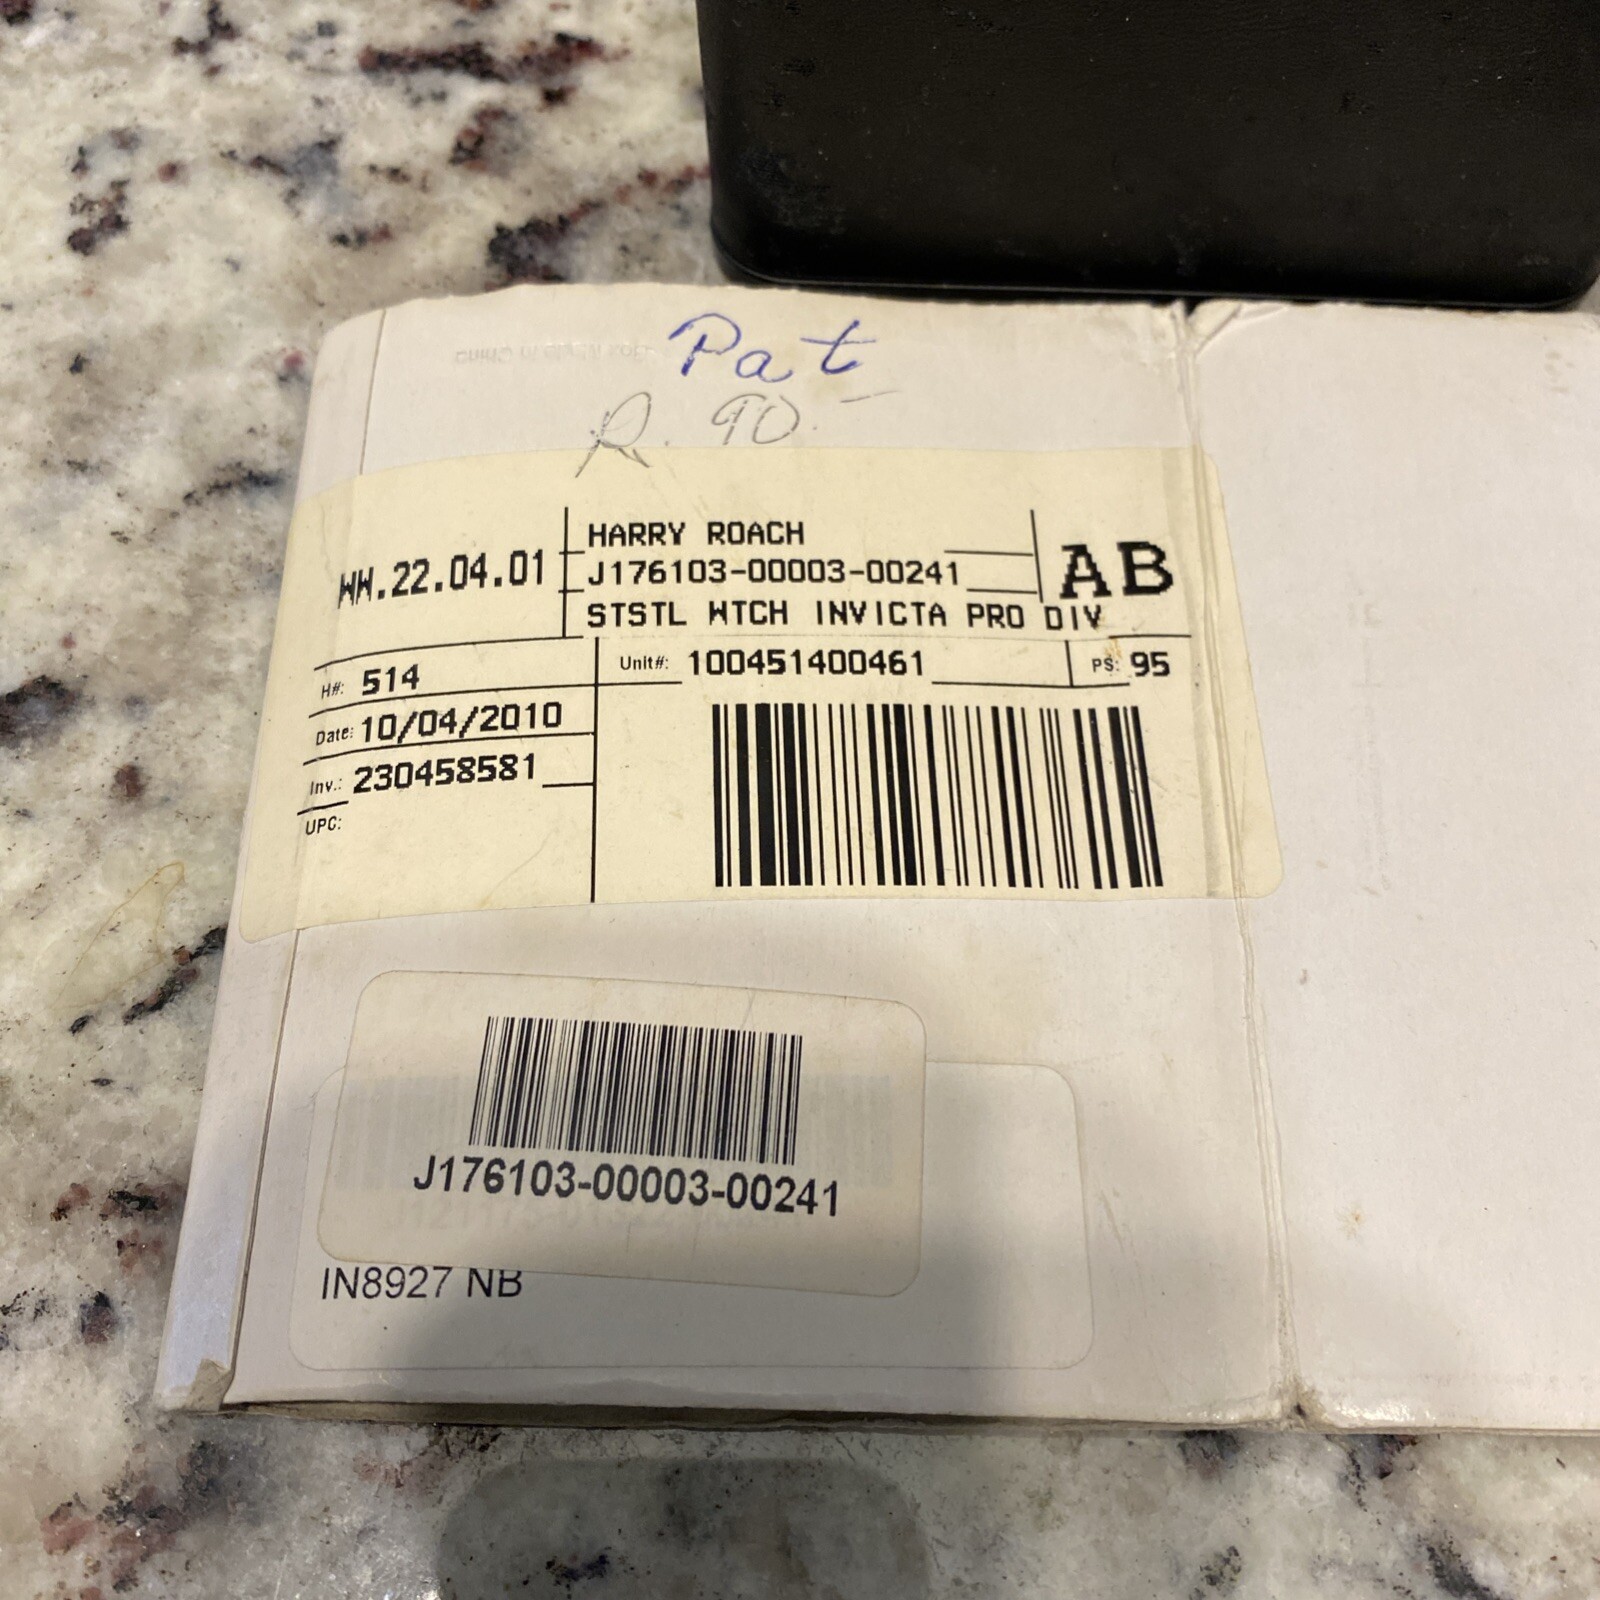 Pat
R. 90.
WW.22.04.01
HARRY ROACH
J176103-00003-00241
STSTL WTCH INVICTA PRO DIV
AB
H#: 514
Unit#: 100451400461
PS: 95
Date: 10/04/2010
Inv.: 230458581
UPC:
J176103-00003-00241
IN8927 NB